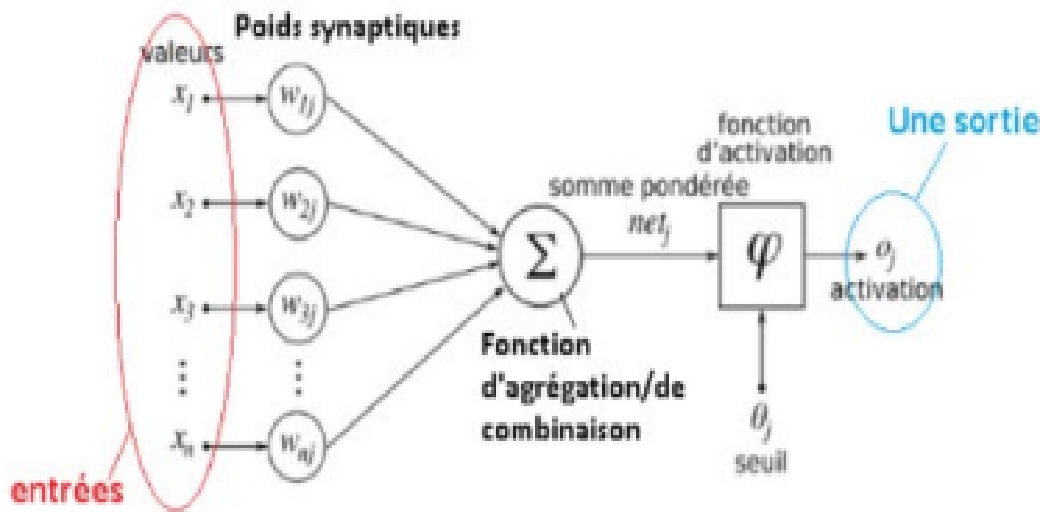 Poids synaptiques
valeurs
x1
w1j
x2
w2j
x3
w3j
⋮
⋮
xn
wnj
entrées
Σ
Fonction
d'agrégation/de
combinaison
somme pondérée
netj
fonction
d'activation
φ
θj
seuil
Une sortie
oj
activation